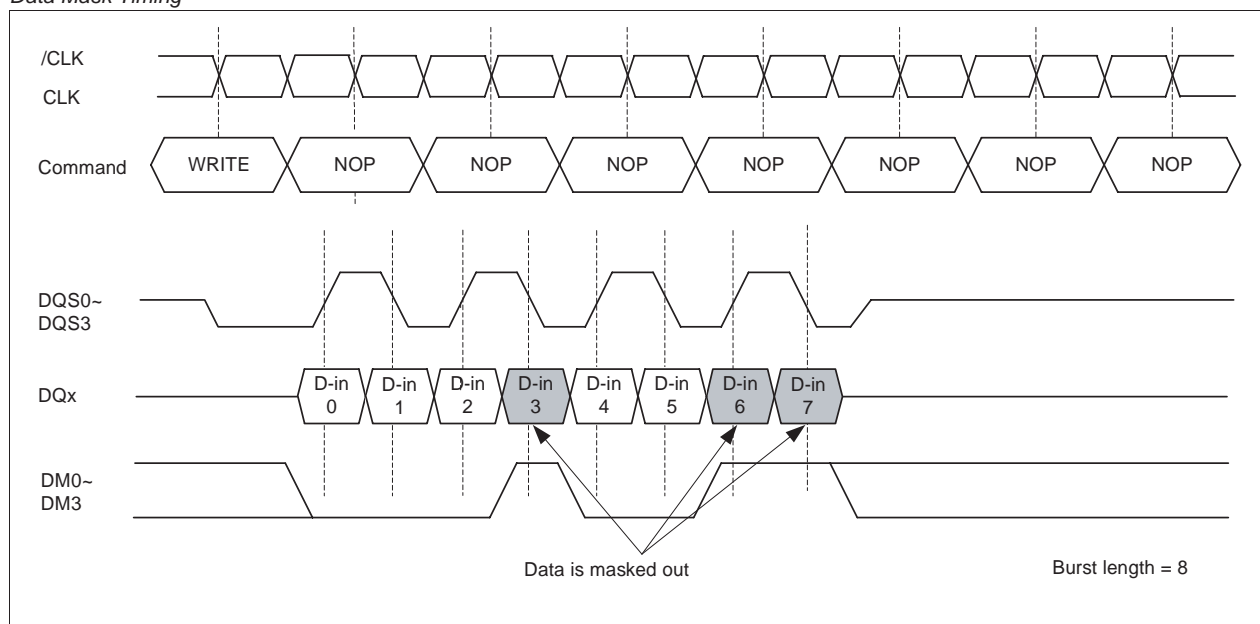 Data Mask Timing
/CLK
CLK
Command
WRITE
NOP
NOP
NOP
NOP
NOP
NOP
NOP
DQS0~
DQS3
DQx
D-in
0
D-in
1
D-in
2
D-in
3
D-in
4
D-in
5
D-in
6
D-in
7
DM0~
DM3
Data is masked out
Burst length = 8